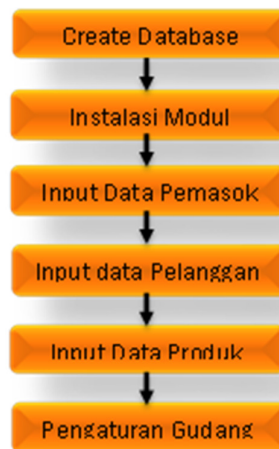 Create Database
Instalasi Modul
Input Data Pemasok
Input data Pelanggan
Input Data Produk
Pengaturan Gudang